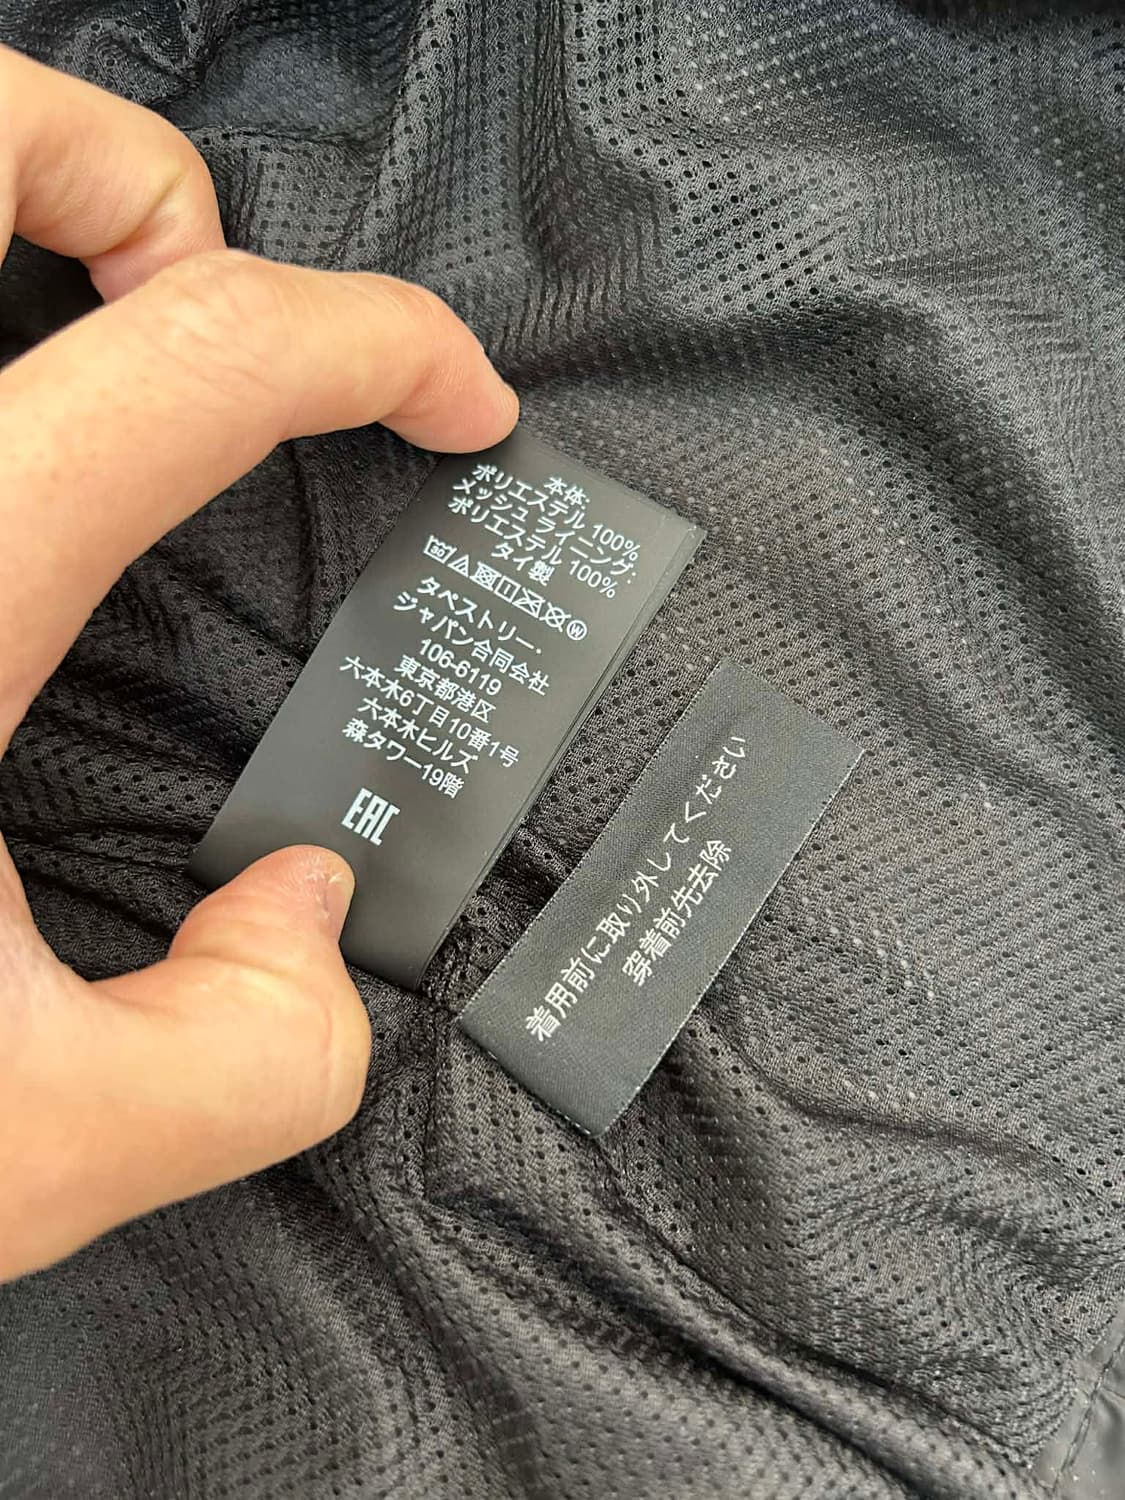 本体:
ポリエステル 100%
メッシュライニング:
ポリエステル 100%
タイ製
30
W
タペストリー・
ジャパン合同会社
106-6119
東京都港区
六本木6丁目10番1号
六本木ヒルズ
森タワー19階
EAC
着用前に取り外してください
穿着前先去除